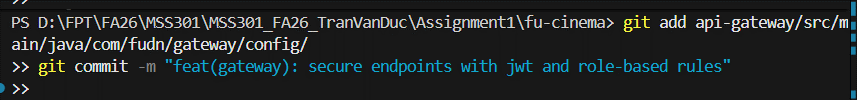 >>
PS D:\FPT\FA26\MSS301\MSS301_FA26_TranVanDuc\Assignment1\fu-cinema> git add api-gateway/src/m
ain/java/com/fudn/gateway/config/
>> git commit -m "feat(gateway): secure endpoints with jwt and role-based rules"
>>